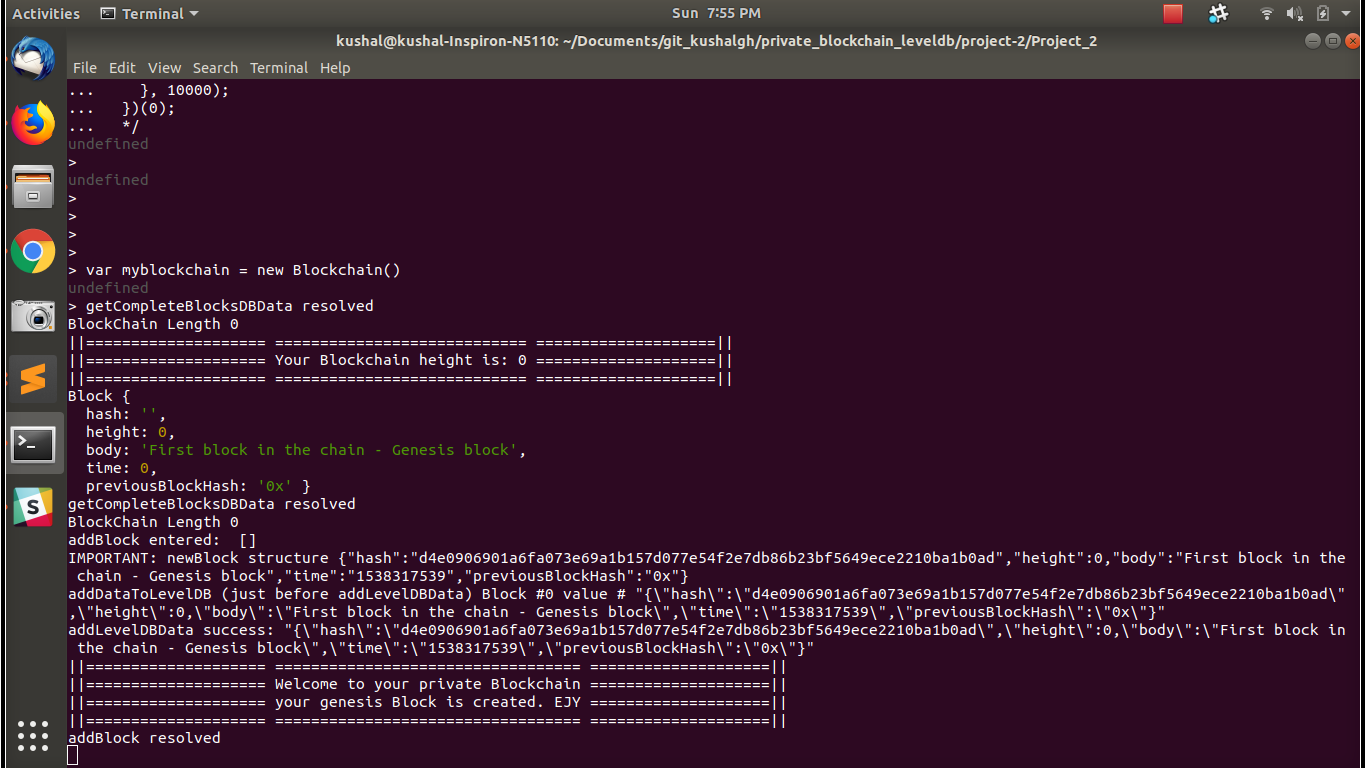 Activities Terminal Sun 7:55 PM
kushal@kushal-Inspiron-N5110: ~/Documents/git_kushalgh/private_blockchain_leveldb/project-2/Project_2
File Edit View Search Terminal Help
...     }, 10000);
...   })(0);
...   */
undefined
>
undefined
>
>
>
>
> var myblockchain = new Blockchain()
undefined
> getCompleteBlocksDBData resolved
BlockChain Length 0
||==================== ============================ ====================||
||==================== Your Blockchain height is: 0 ====================||
||==================== ============================ ====================||
Block {
  hash: '',
  height: 0,
  body: 'First block in the chain - Genesis block',
  time: 0,
  previousBlockHash: '0x' }
getCompleteBlocksDBData resolved
BlockChain Length 0
addBlock entered:  []
IMPORTANT: newBlock structure {"hash":"d4e0906901a6fa073e69a1b157d077e54f2e7db86b23bf5649ece2210ba1b0ad","height":0,"body":"First block in the
 chain - Genesis block","time":"1538317539","previousBlockHash":"0x"}
addDataToLevelDB (just before addLevelDBData) Block #0 value # "{\"hash\":\"d4e0906901a6fa073e69a1b157d077e54f2e7db86b23bf5649ece2210ba1b0ad\"
,\"height\":0,\"body\":\"First block in the chain - Genesis block\",\"time\":\"1538317539\",\"previousBlockHash\":\"0x\"}"
addLevelDBData success: "{\"hash\":\"d4e0906901a6fa073e69a1b157d077e54f2e7db86b23bf5649ece2210ba1b0ad\",\"height\":0,\"body\":\"First block in
 the chain - Genesis block\",\"time\":\"1538317539\",\"previousBlockHash\":\"0x\"}"
||==================== ================================== ====================||
||==================== Welcome to your private Blockchain ====================||
||==================== your genesis Block is created. EJY ====================||
||==================== ================================== ====================||
addBlock resolved
>_
S